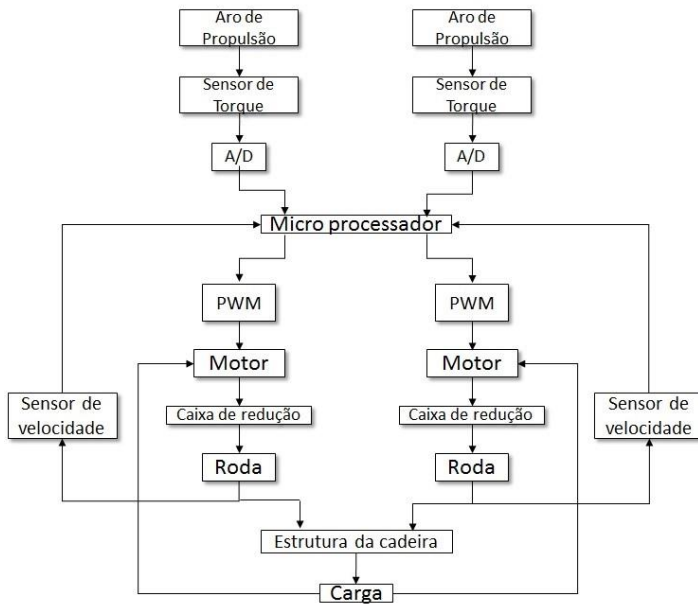 Aro de
Propulsão
Aro de
Propulsão
Sensor de
Torque
Sensor de
Torque
A/D
A/D
Micro processador
PWM
PWM
Motor
Motor
Sensor de
velocidade
Caixa de redução
Caixa de redução
Sensor de
velocidade
Roda
Roda
Estrutura da cadeira
Carga